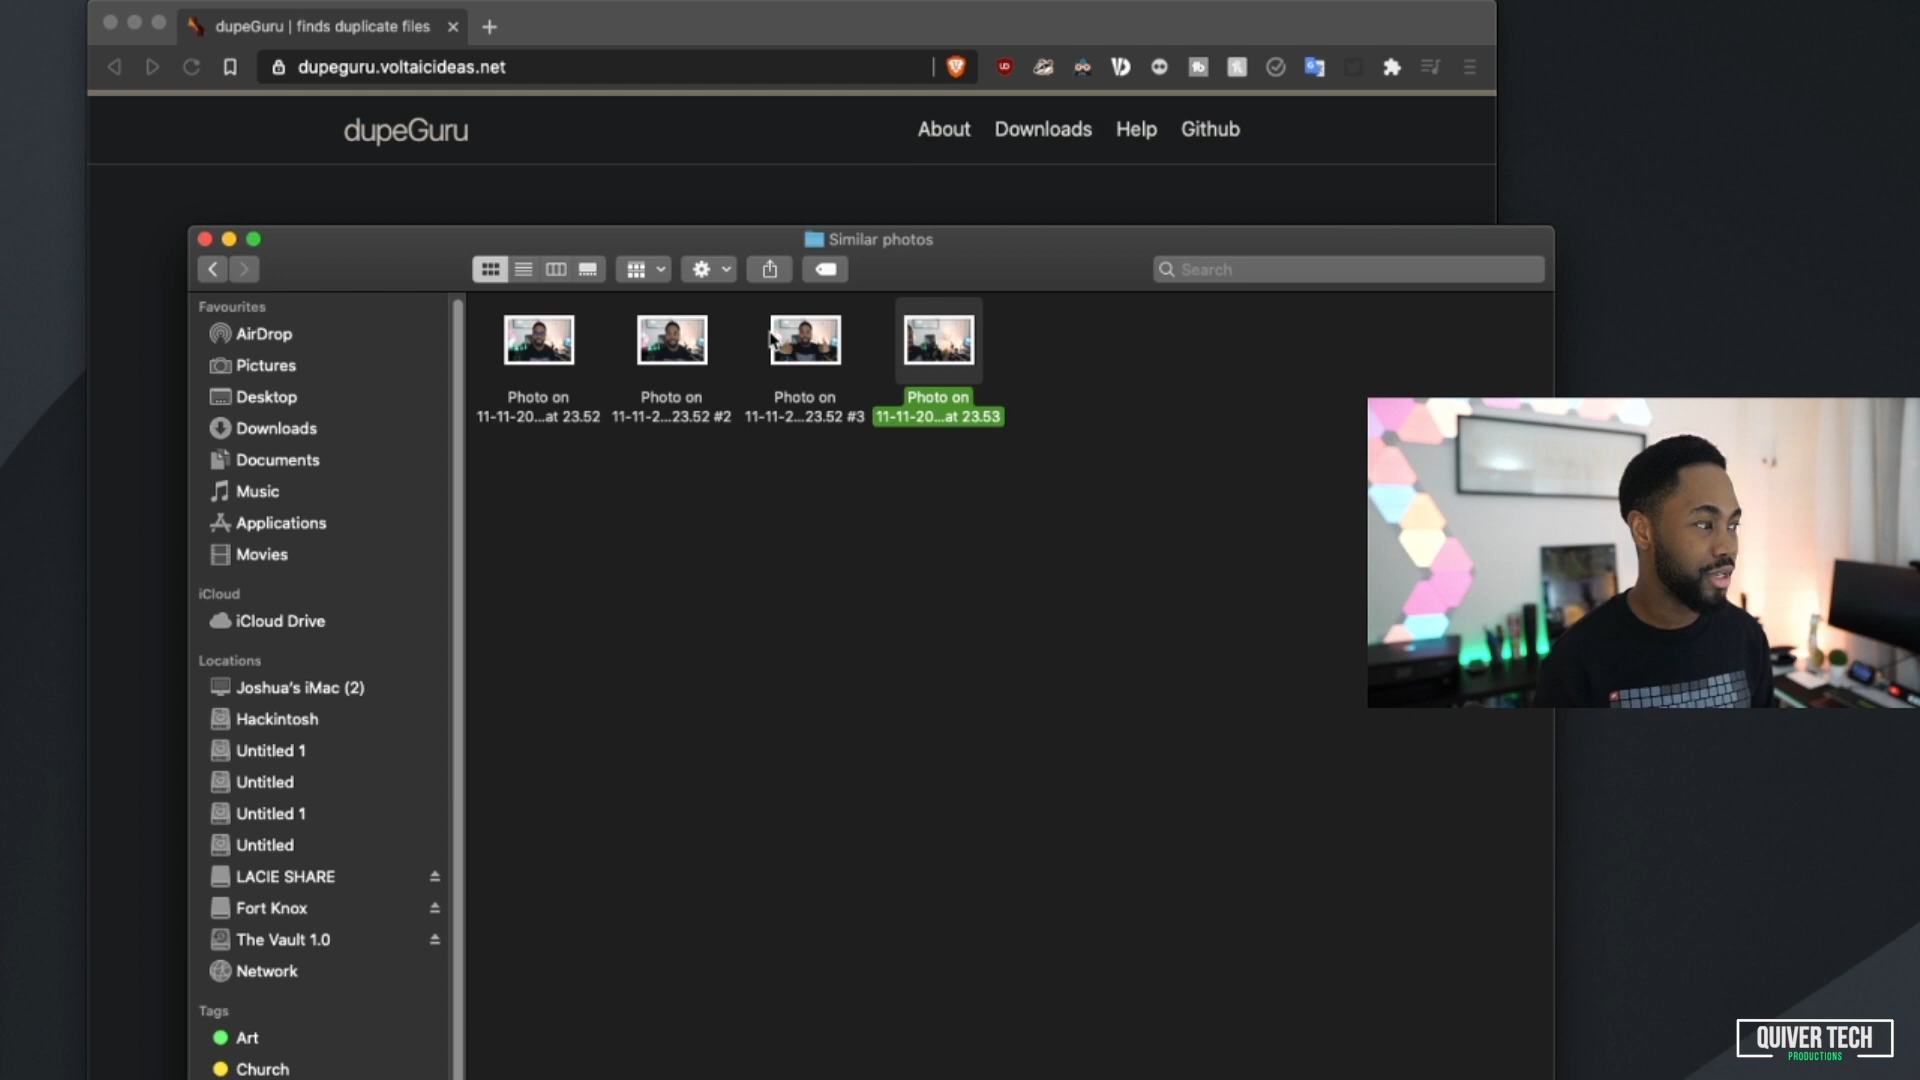 dupeGuru | finds duplicate files
dupeguru.voltaicideas.net
dupeGuru
About Downloads Help Github
Similar photos
Search
Favourites
AirDrop
Pictures
Desktop
Downloads
Documents
Music
Applications
Movies
iCloud
iCloud Drive
Locations
Joshua's iMac (2)
Hackintosh
Untitled 1
Untitled
Untitled 1
Untitled
LACIE SHARE
Fort Knox
The Vault 1.0
Network
Tags
Art
Church
Photo on
11-11-20...at 23.52
Photo on
11-11-2...23.52 #2
Photo on
11-11-2...23.52 #3
Photo on
11-11-20...at 23.53
QUIVER TECH
PRODUCTIONS